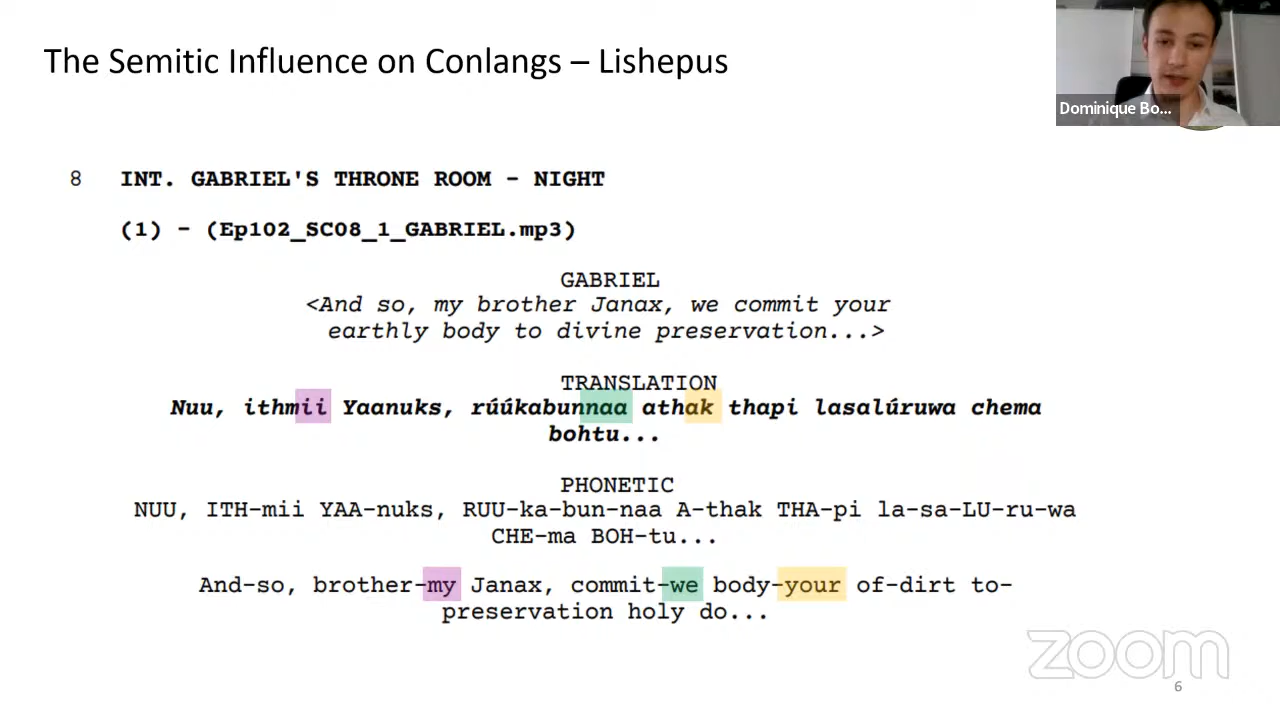 The Semitic Influence on Conlangs – Lishepus
Dominique Bo...
8 INT. GABRIEL'S THRONE ROOM - NIGHT
(1) - (Ep102_SC08_1_GABRIEL.mp3)
GABRIEL
<And so, my brother Janax, we commit your
earthly body to divine preservation...>
TRANSLATION
Nuu, ithmii Yaanuks, rúúkabunnaa athak thapi lasalúruwa chema
bohtu...
PHONETIC
NUU, ITH-mii YAA-nuks, RUU-ka-bun-naa A-thak THA-pi la-sa-LU-ru-wa
CHE-ma BOH-tu...
And-so, brother-my Janax, commit-we body-your of-dirt to-
preservation holy do...
zoom
6